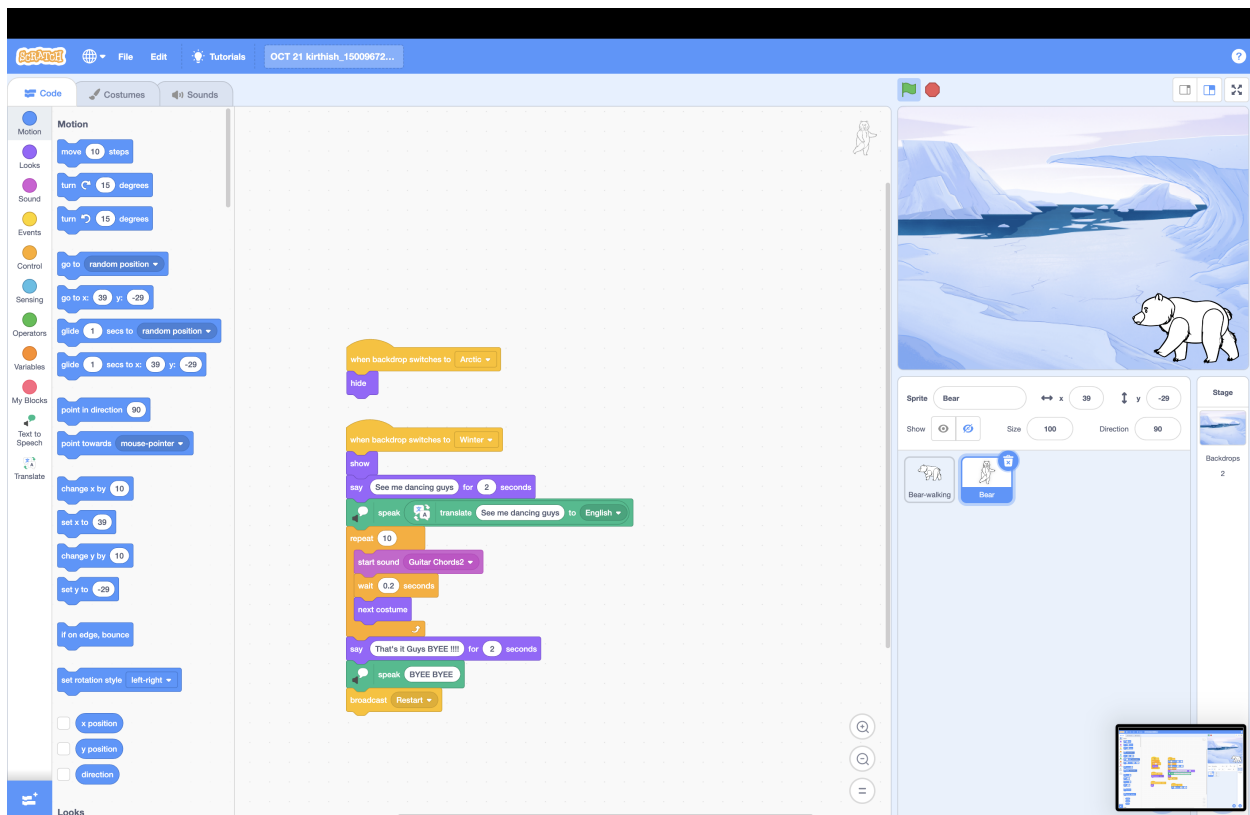 SCRATCH File Edit Tutorials OCT 21 kirthish_15009672... ?
Code Costumes Sounds
Motion
Looks
Sound
Events
Control
Sensing
Operators
Variables
My Blocks
Text to
Speech
Translate
Motion
move 10 steps
turn 15 degrees
turn 15 degrees
go to random position
go to x: 39 y: -29
glide 1 secs to random position
glide 1 secs to x: 39 y: -29
point in direction 90
point towards mouse-pointer
change x by 10
set x to 39
change y by 10
set y to -29
if on edge, bounce
set rotation style left-right
x position
y position
direction
Looks
when backdrop switches to Arctic
hide
when backdrop switches to Winter
show
say See me dancing guys for 2 seconds
speak translate See me dancing guys to English
repeat 10
start sound Guitar Chords2
wait 0.2 seconds
next costume
say That's it Guys BYEE !!!! for 2 seconds
speak BYEE BYEE
broadcast Restart
Sprite Bear x 39 y -29
Show Size 100 Direction 90
Bear-walking
Bear
Stage
Backdrops
2